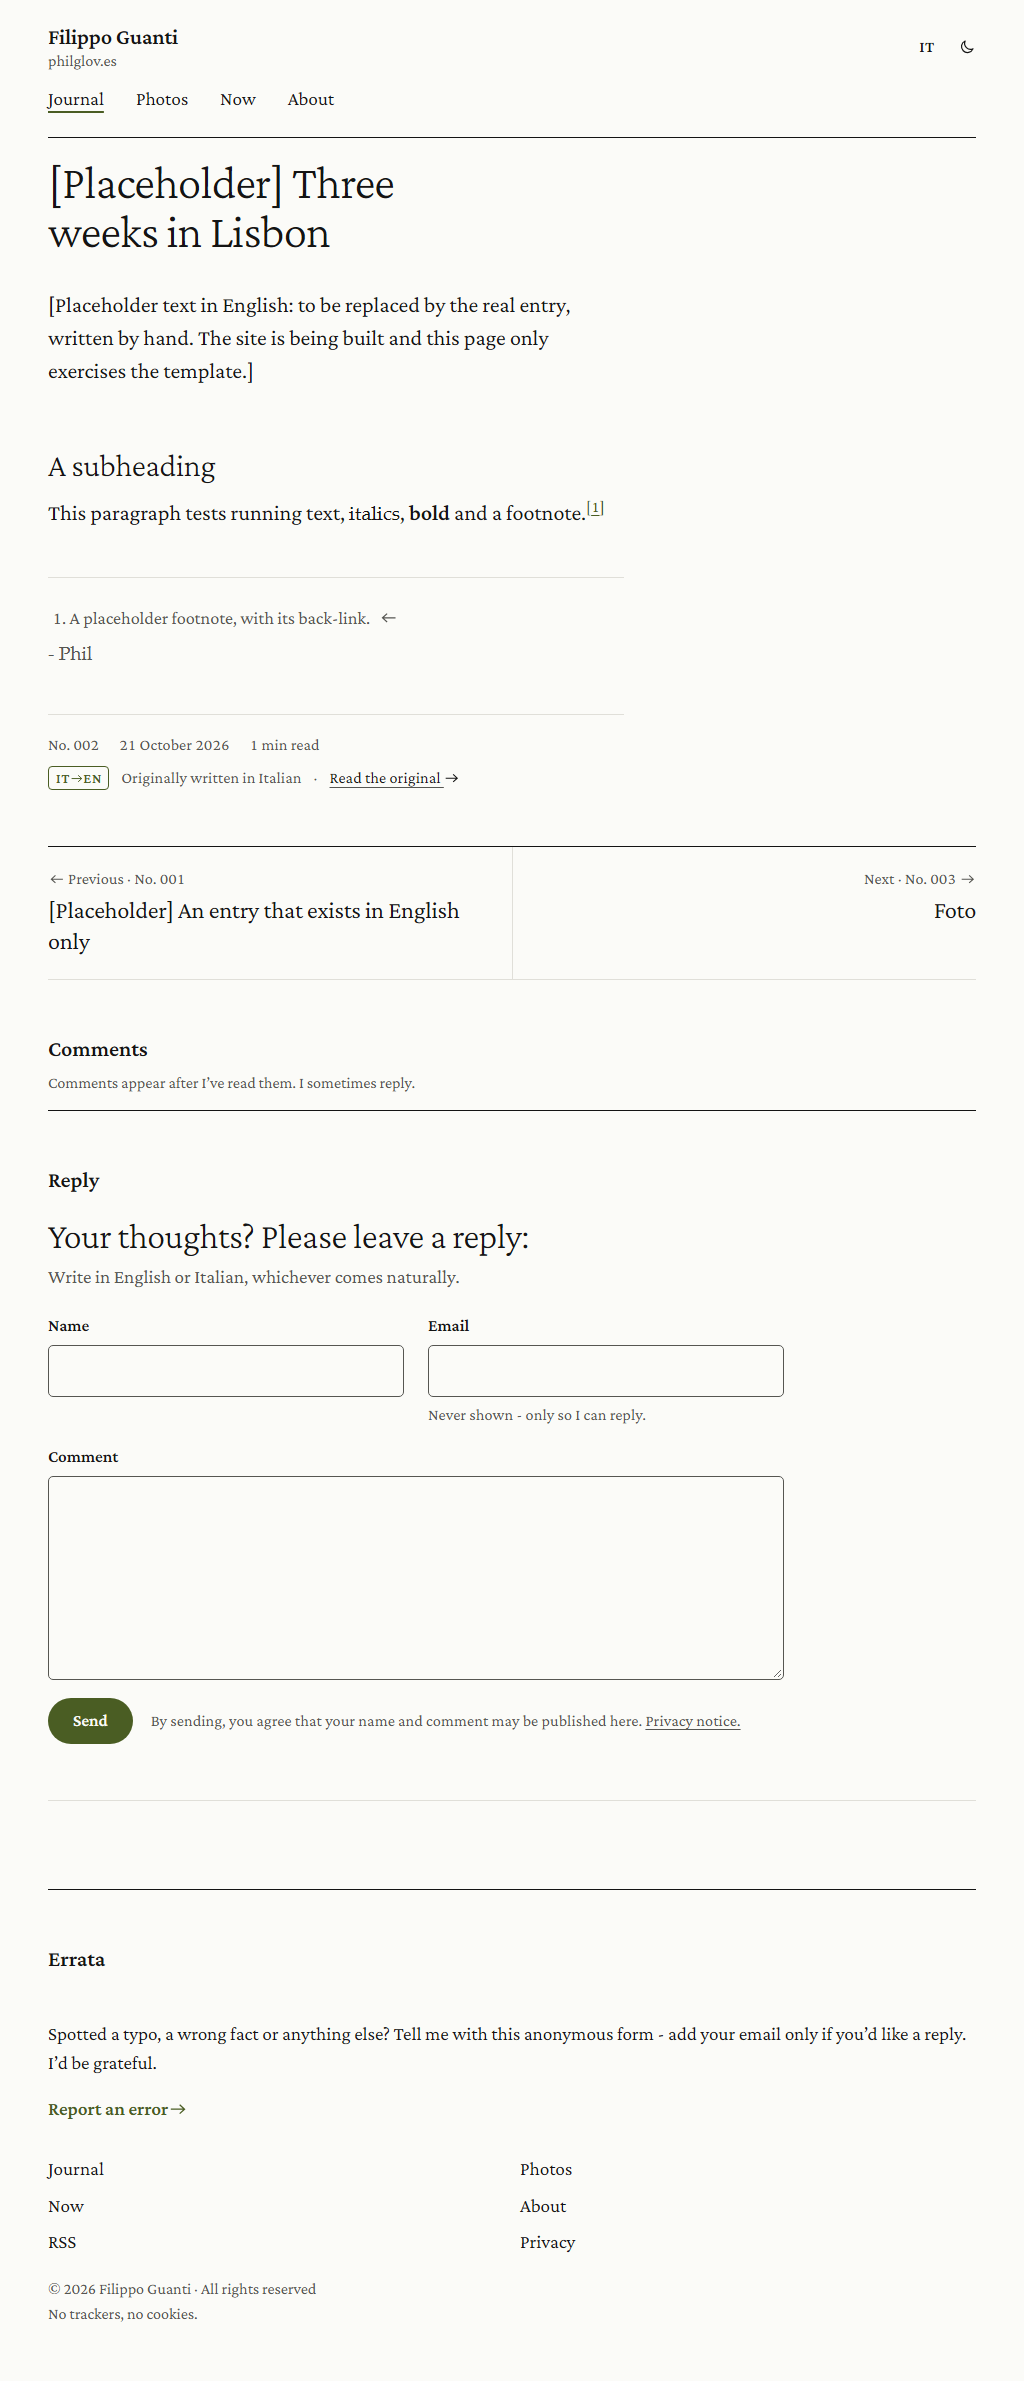 Filippo Guanti
philglov.es
IT
Journal Photos Now About
[Placeholder] Three
weeks in Lisbon
[Placeholder text in English: to be replaced by the real entry,
written by hand. The site is being built and this page only
exercises the template.]
A subheading
This paragraph tests running text, italics, bold and a footnote.[1]
1. A placeholder footnote, with its back-link. ←
- Phil
No. 002 21 October 2026 1 min read
IT→EN Originally written in Italian · Read the original →
← Previous · No. 001
[Placeholder] An entry that exists in English
only
Next · No. 003 →
Foto
Comments
Comments appear after I’ve read them. I sometimes reply.
Reply
Your thoughts? Please leave a reply:
Write in English or Italian, whichever comes naturally.
Name
Email
Never shown - only so I can reply.
Comment
Send By sending, you agree that your name and comment may be published here. Privacy notice.
Errata
Spotted a typo, a wrong fact or anything else? Tell me with this anonymous form - add your email only if you’d like a reply.
I’d be grateful.
Report an error→
Journal Photos
Now About
RSS Privacy
© 2026 Filippo Guanti · All rights reserved
No trackers, no cookies.